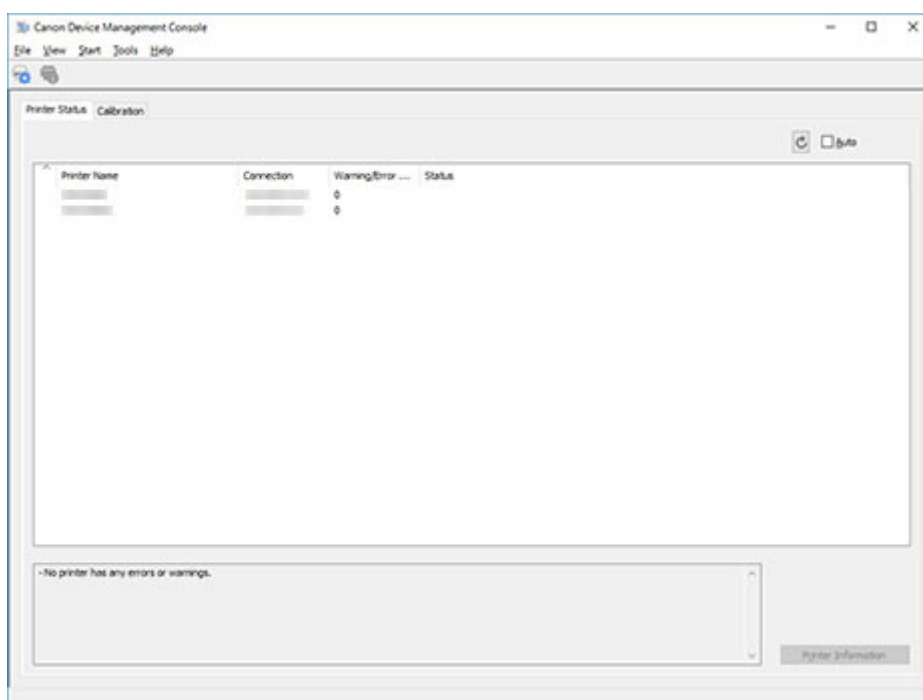 Canon Device Management Console
File View Start Tools Help
Printer Status Calibration
Auto
Printer Name Connection Warning/Error .... Status
0
0
-No printer has any errors or warnings.
Printer Information